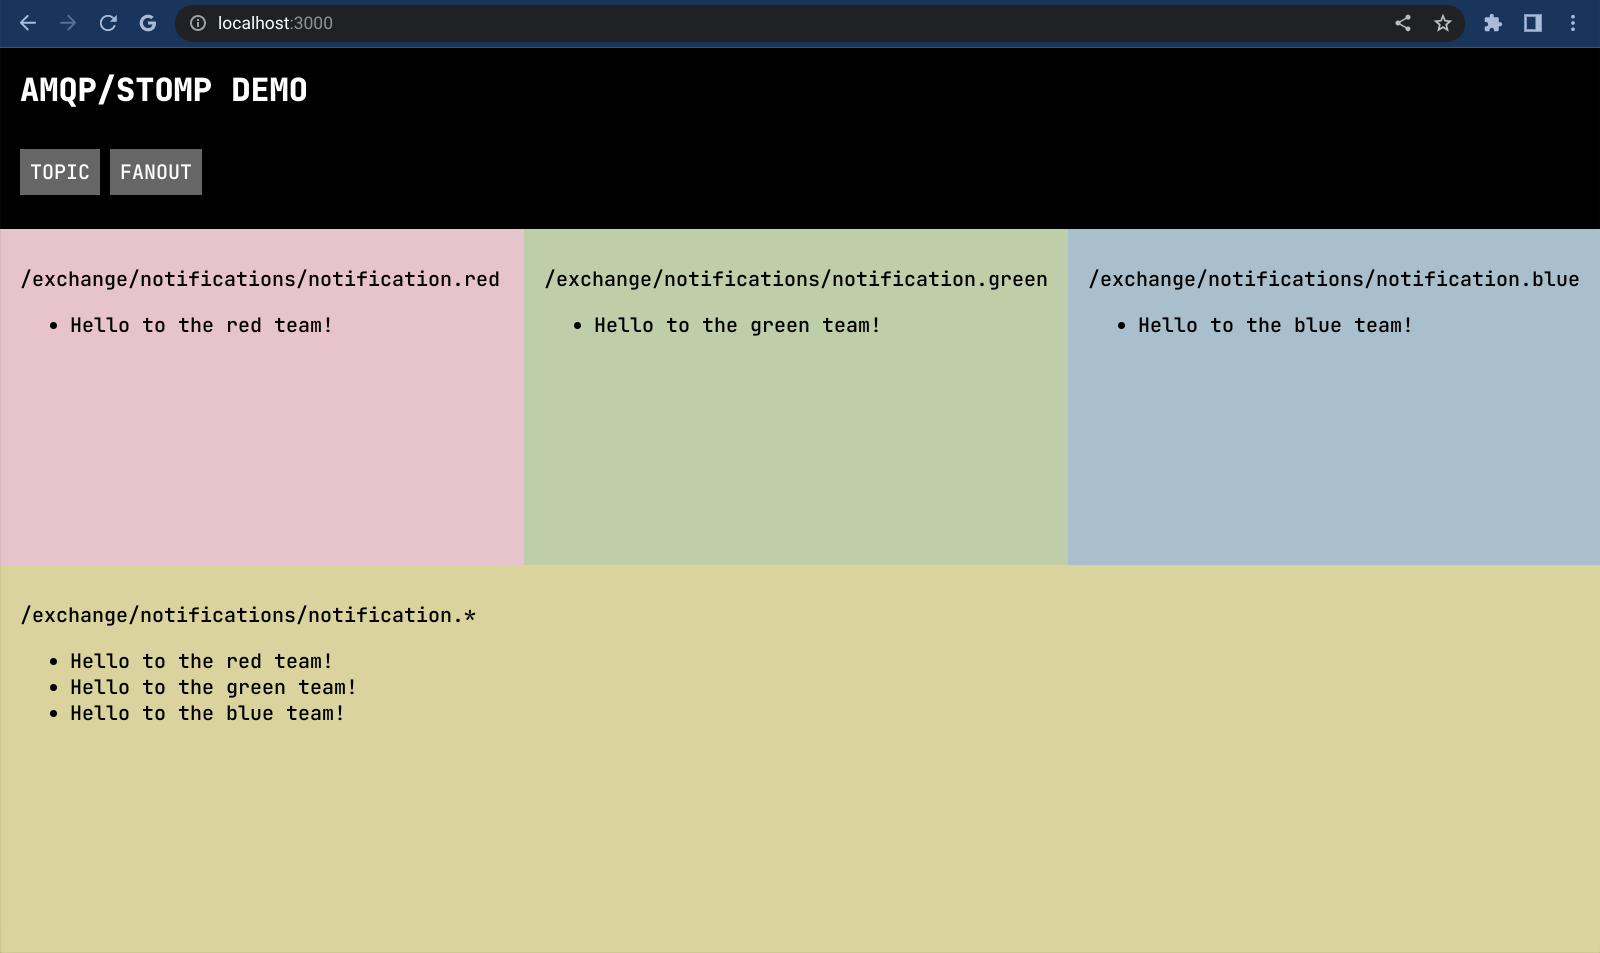 localhost:3000
AMQP/STOMP DEMO
TOPIC FANOUT
/exchange/notifications/notification.red
• Hello to the red team!
/exchange/notifications/notification.green
• Hello to the green team!
/exchange/notifications/notification.blue
• Hello to the blue team!
/exchange/notifications/notification.*
• Hello to the red team!
• Hello to the green team!
• Hello to the blue team!